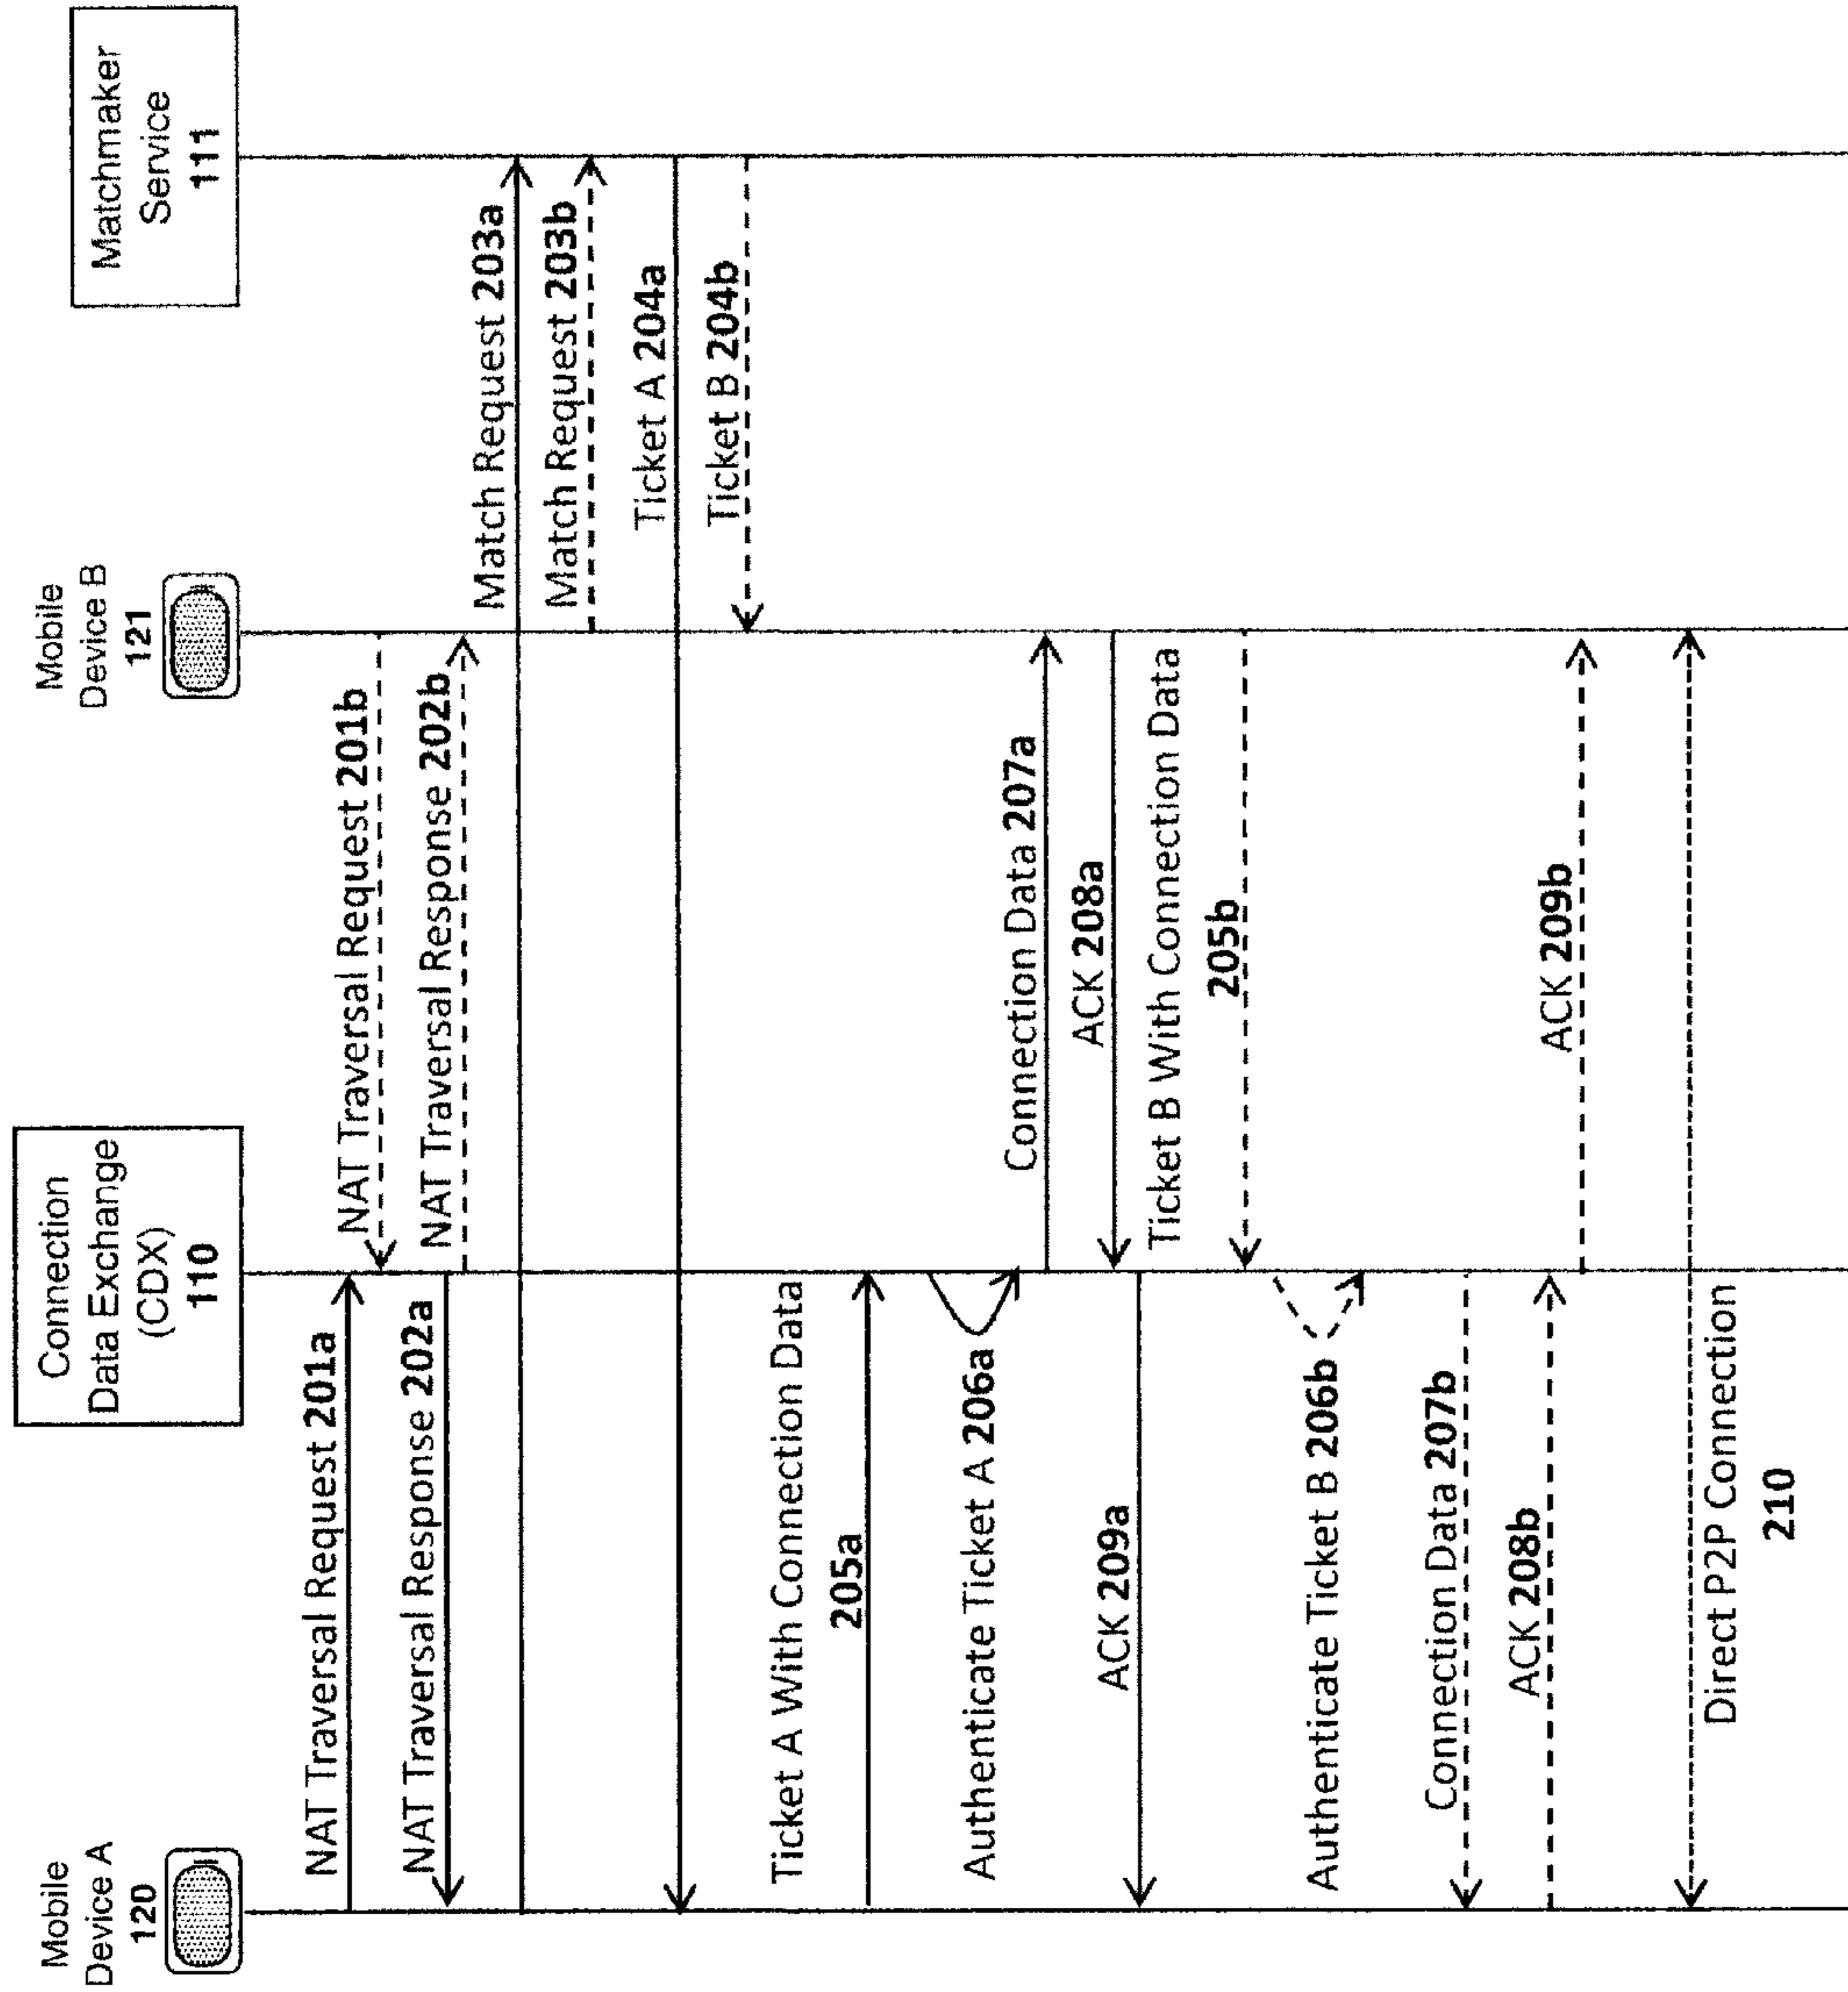 Mobile
Device A
120
Connection
Data Exchange
(CDX)
110
Mobile
Device B
121
Matchmaker
Service
111
NAT Traversal Request 201a
NAT Traversal Request 201b
NAT Traversal Response 202a
NAT Traversal Response 202b
Match Request 203a
Match Request 203b
Ticket A 204a
Ticket B 204b
Ticket A With Connection Data
205a
Authenticate Ticket A 206a
Connection Data 207a
ACK 208a
ACK 209a
Ticket B With Connection Data
205b
Authenticate Ticket B 206b
Connection Data 207b
ACK 208b
ACK 209b
Direct P2P Connection
210